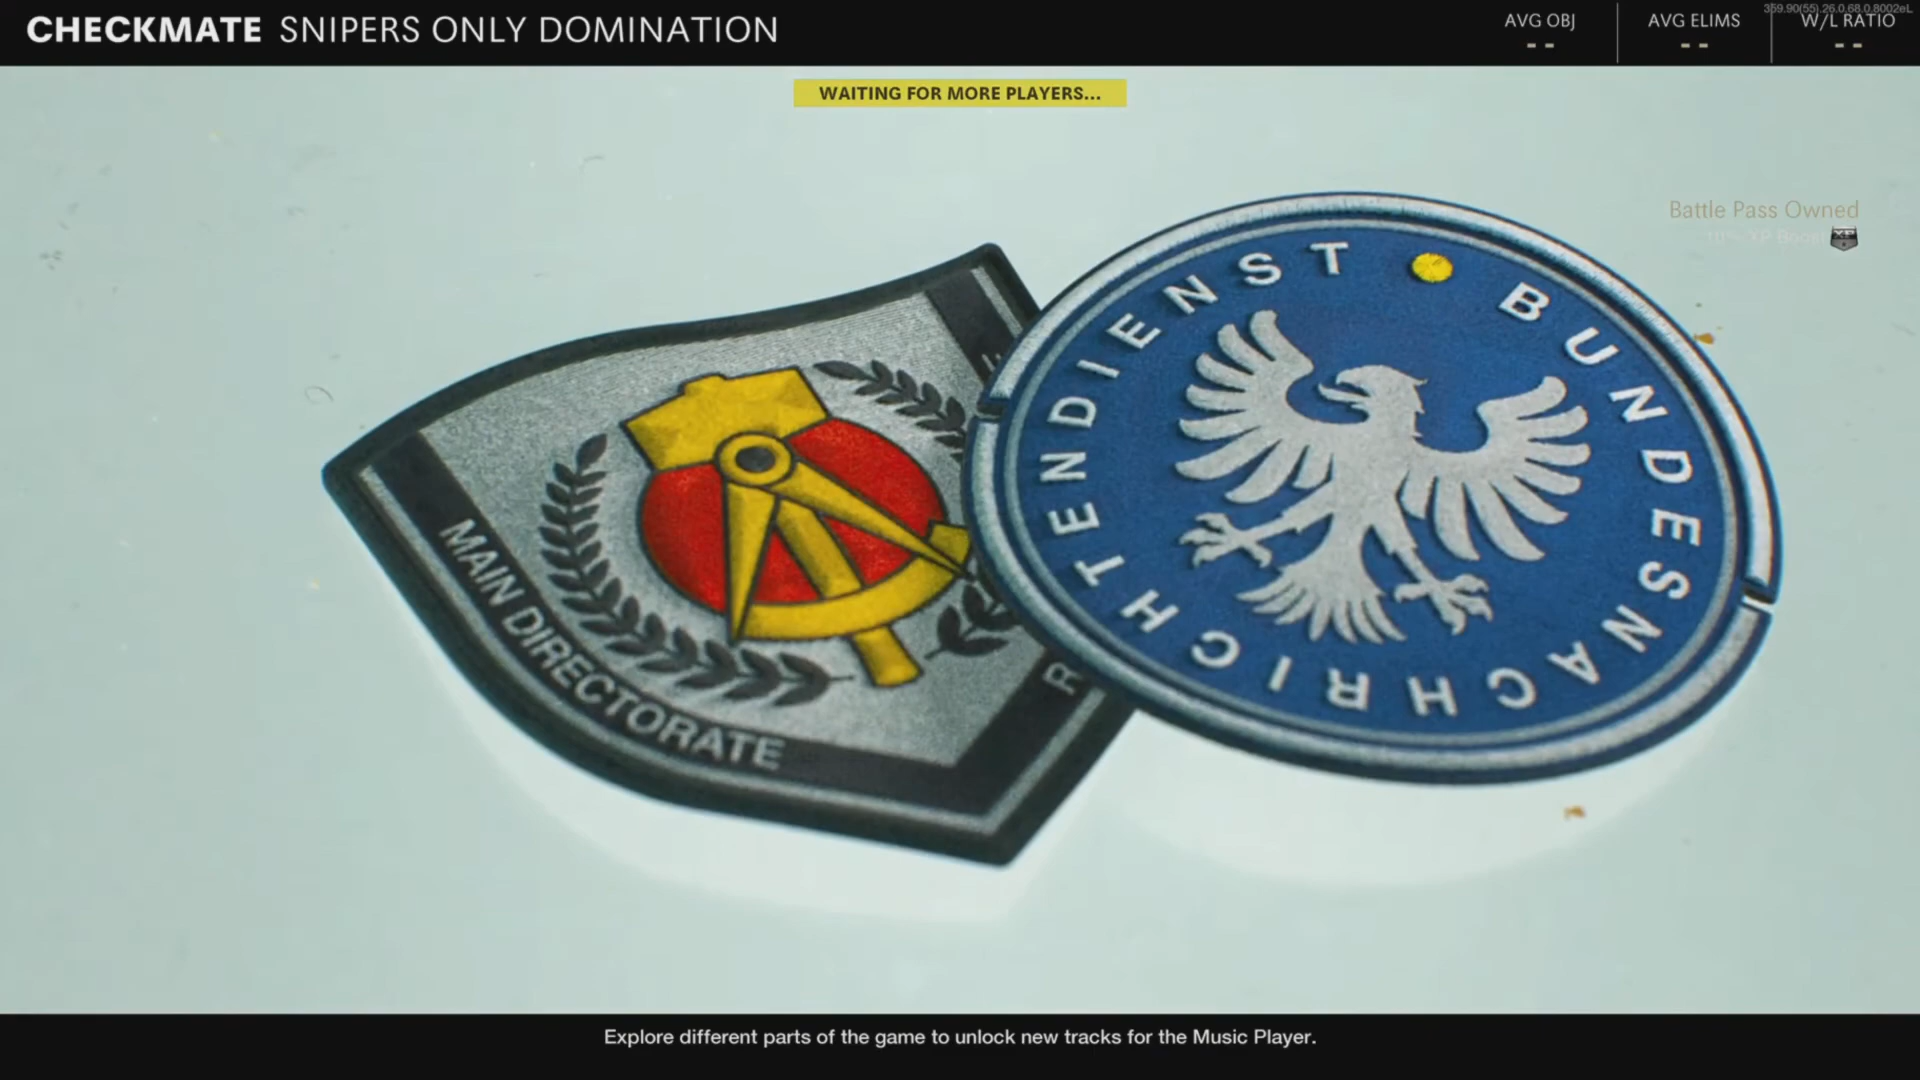 CHECKMATE SNIPERS ONLY DOMINATION
AVG OBJ
--
AVG ELIMS
--
W/L RATIO
--
WAITING FOR MORE PLAYERS...
Battle Pass Owned
BUNDESNACHRICHTENDIENST
MAIN DIRECTORATE
Explore different parts of the game to unlock new tracks for the Music Player.